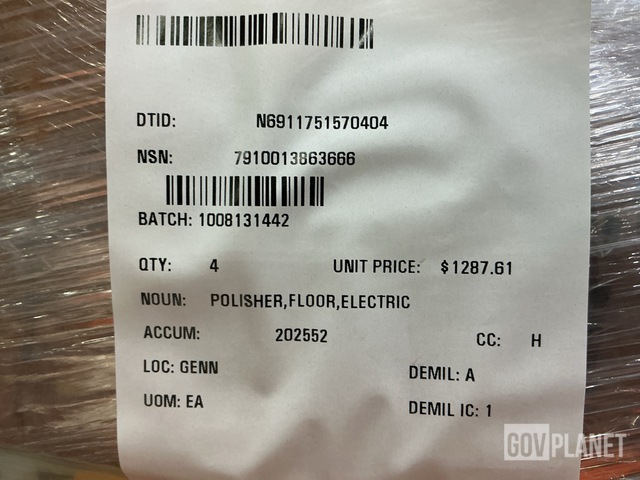 DTID: N6911751570404
NSN: 7910013863666
BATCH: 1008131442
QTY: 4 UNIT PRICE: $1287.61
NOUN: POLISHER,FLOOR,ELECTRIC
ACCUM: 202552 CC: H
LOC: GENN DEMIL: A
UOM: EA DEMIL IC: 1
GOVPLANET